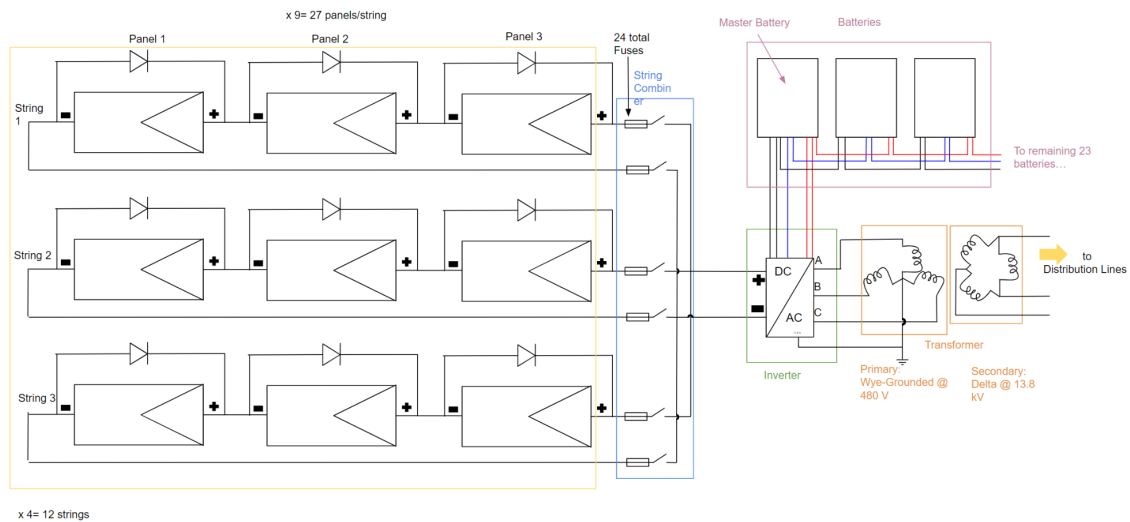 x 9= 27 panels/string
Panel 1
Panel 2
Panel 3
24 total
Fuses
String
Combin
er
Master Battery
Batteries
String
1
To remaining 23
batteries…
String 2
DC
AC
A
B
C
to
Distribution Lines
Inverter
Transformer
Primary:
Wye-Grounded @
480 V
Secondary:
Delta @ 13.8
kV
String 3
x 4= 12 strings